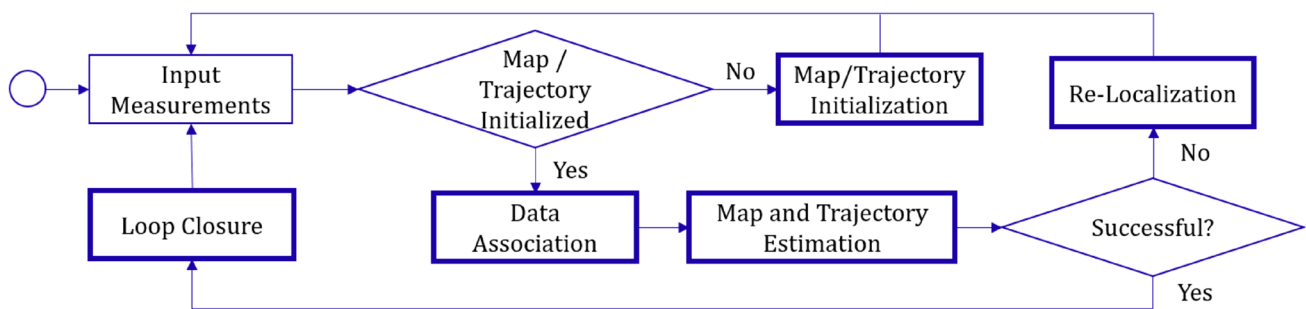 Input
Measurements
Map /
Trajectory
Initialized
No
Map/Trajectory
Initialization
Re-Localization
Yes
No
Loop Closure
Data
Association
Map and Trajectory
Estimation
Successful?
Yes